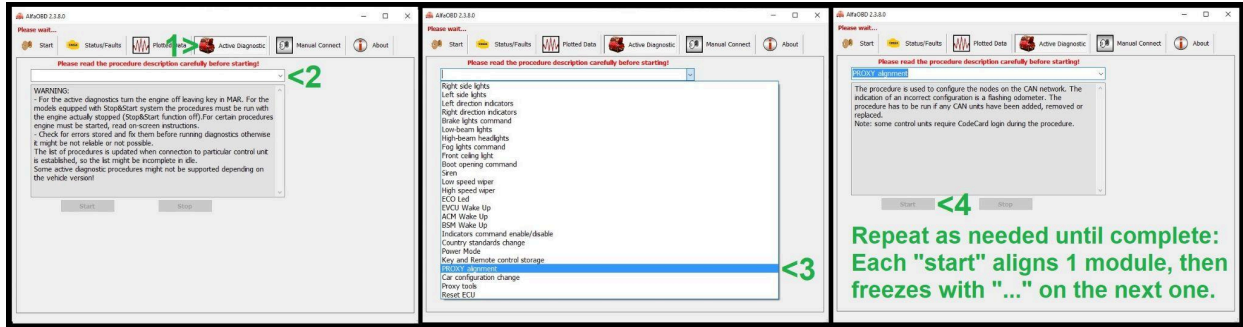 AlfaOBD 2.3.8.0
Please wait...
Start
Status/Faults
Plotted Data
Active Diagnostic
Manual Connect
About
1>
Please read the procedure description carefully before starting!
<2
WARNING:
- For the active diagnostics turn the engine off leaving key in MAR. For the
models equipped with Stop&Start system the procedures must be run with
the engine actually stopped (Stop&Start function off).For certain procedures
engine must be started, read on-screen instructions.
- Check for errors stored and fix them before running diagnostics otherwise
it might be not reliable or not possible.
The list of procedures is updated when connection to particular control unit
is established, so the list might be incomplete in idle.
Some active diagnostic procedures might not be supported depending on
the vehicle version!
Start
Stop
AlfaOBD 2.3.8.0
Please wait...
Start
Status/Faults
Plotted Data
Active Diagnostic
Manual Connect
About
Please read the procedure description carefully before starting!
Right side lights
Left side lights
Left direction indicators
Right direction indicators
Brake lights command
Low-beam lights
High-beam headlights
Fog lights command
Front ceiling light
Boot opening command
Siren
Low speed wiper
High speed wiper
ECO Led
EVCU Wake Up
ACM Wake Up
BSM Wake Up
Indicators command enable/disable
Country standards change
Power Mode
Key and Remote control storage
PROXY alignment
Car configuration change
Proxy tools
Reset ECU
<3
AlfaOBD 2.3.8.0
Please wait...
Start
Status/Faults
Plotted Data
Active Diagnostic
Manual Connect
About
Please read the procedure description carefully before starting!
PROXY alignment
The procedure is used to configure the nodes on the CAN network. The
indication of an incorrect configuration is a flashing odometer. The
procedure has to be run if any CAN units have been added, removed or
replaced.
Note: some control units require CodeCard login during the procedure.
Start
<4
Stop
Repeat as needed until complete:
Each "start" aligns 1 module, then
freezes with "..." on the next one.